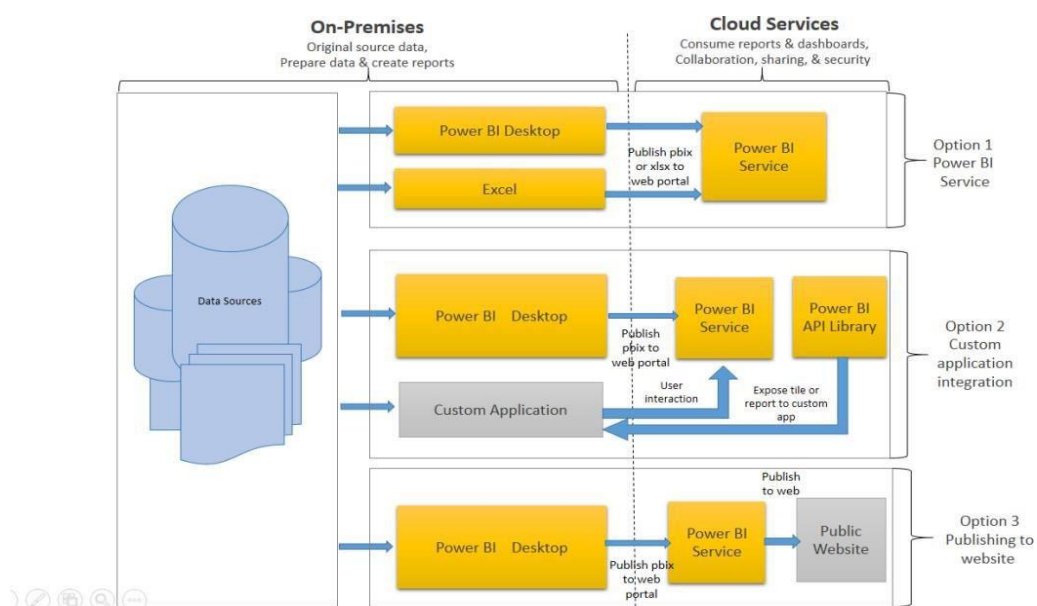 On-Premises
Original source data,
Prepare data & create reports
Cloud Services
Consume reports & dashboards,
Collaboration, sharing, & security
Data Sources
Power BI Desktop
Excel
Publish pbix
or xlsx to
web portal
Power BI
Service
Option 1
Power BI
Service
Power BI Desktop
Publish
pbix to
web portal
Power BI
Service
Power BI
API Library
Custom Application
User
interaction
Expose tile or
report to custom
app
Option 2
Custom
application
integration
Power BI Desktop
Publish pbix
to web
portal
Power BI
Service
Publish
to web
Public
Website
Option 3
Publishing to
website